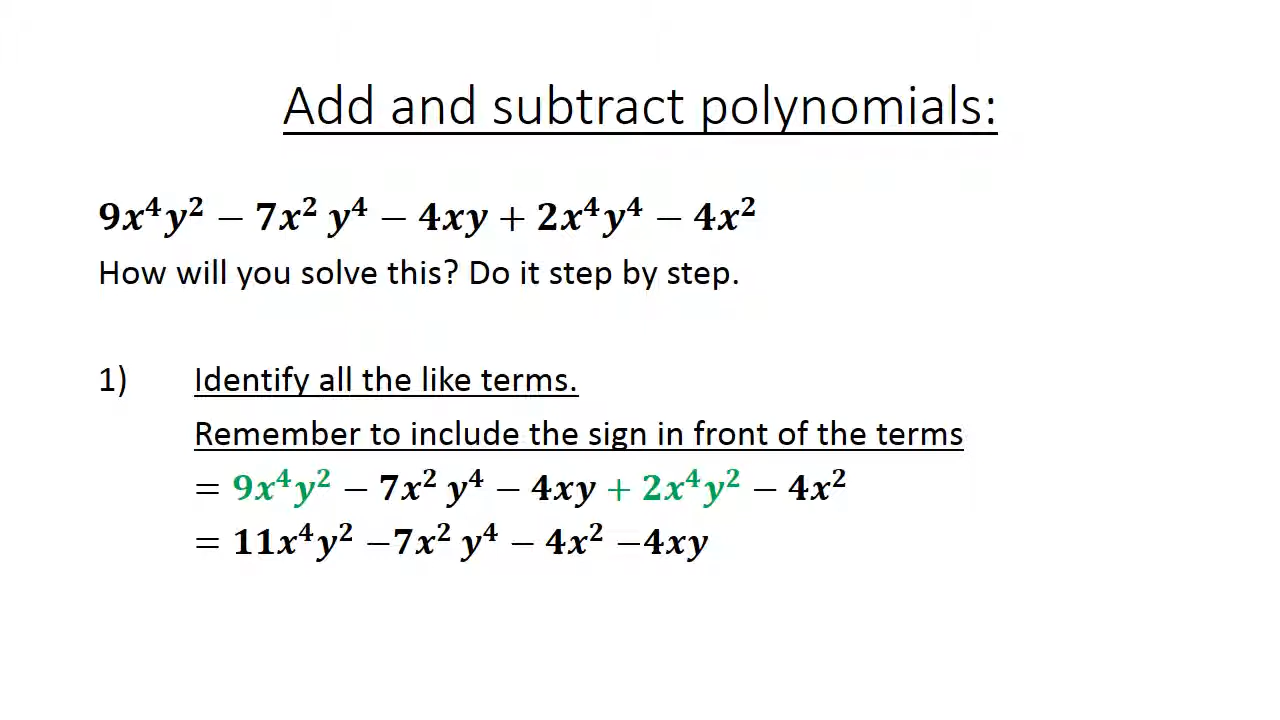 Add and subtract polynomials:
9x⁴y² − 7x² y⁴ − 4xy + 2x⁴y⁴ − 4x²
How will you solve this? Do it step by step.
1) Identify all the like terms.
Remember to include the sign in front of the terms
= 9x⁴y² − 7x² y⁴ − 4xy + 2x⁴y² − 4x²
= 11x⁴y² −7x² y⁴ − 4x² −4xy